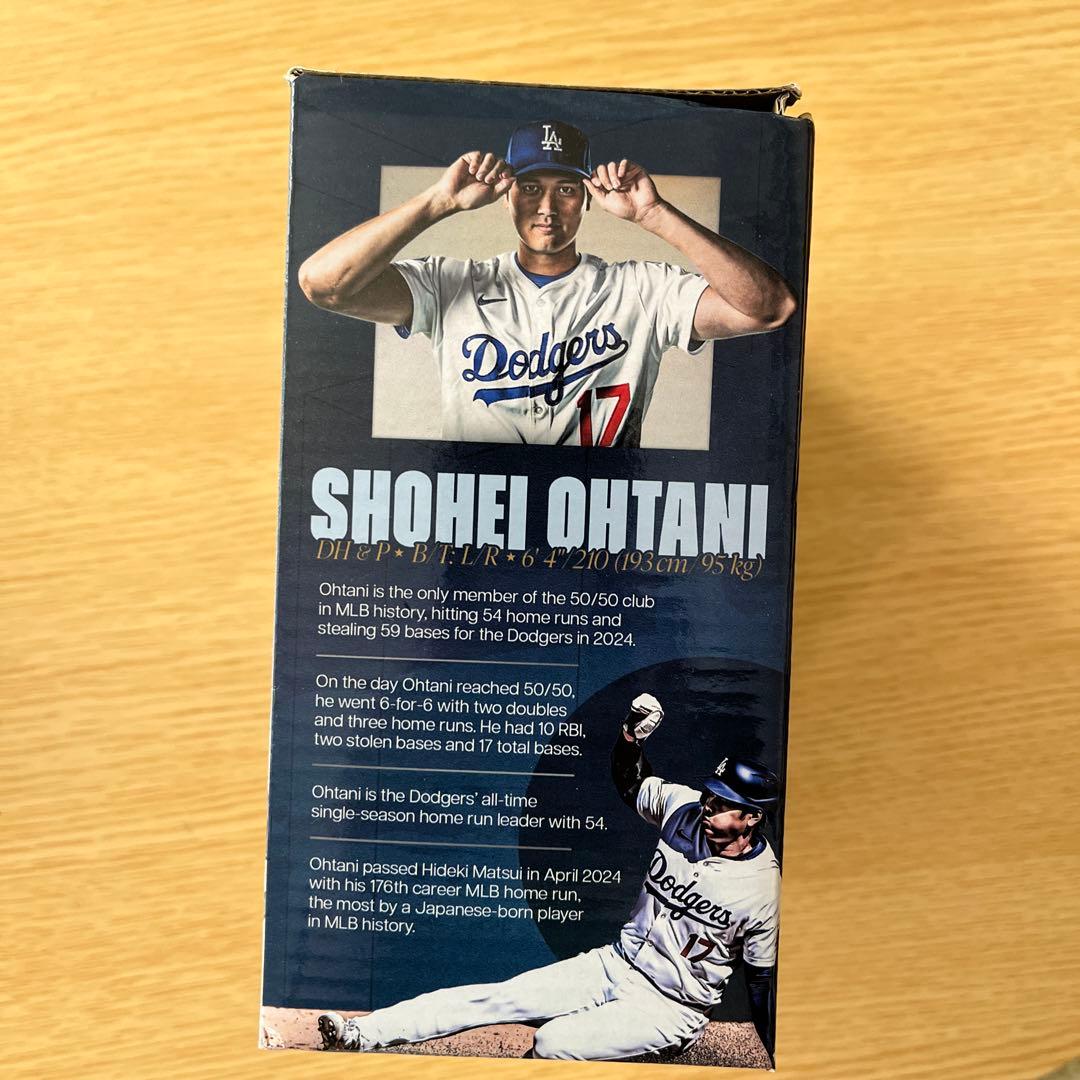 LA
Dodgers
17
SHOHEI OHTANI
DH & P ★ B/T: L/R ★ 6' 4"/210 (193 cm/95 kg)
Ohtani is the only member of the 50/50 club
in MLB history, hitting 54 home runs and
stealing 59 bases for the Dodgers in 2024.
On the day Ohtani reached 50/50,
he went 6-for-6 with two doubles
and three home runs. He had 10 RBI,
two stolen bases and 17 total bases.
Ohtani is the Dodgers' all-time
single-season home run leader with 54.
Ohtani passed Hideki Matsui in April 2024
with his 176th career MLB home run,
the most by a Japanese-born player
in MLB history.
LA
Dodgers
17